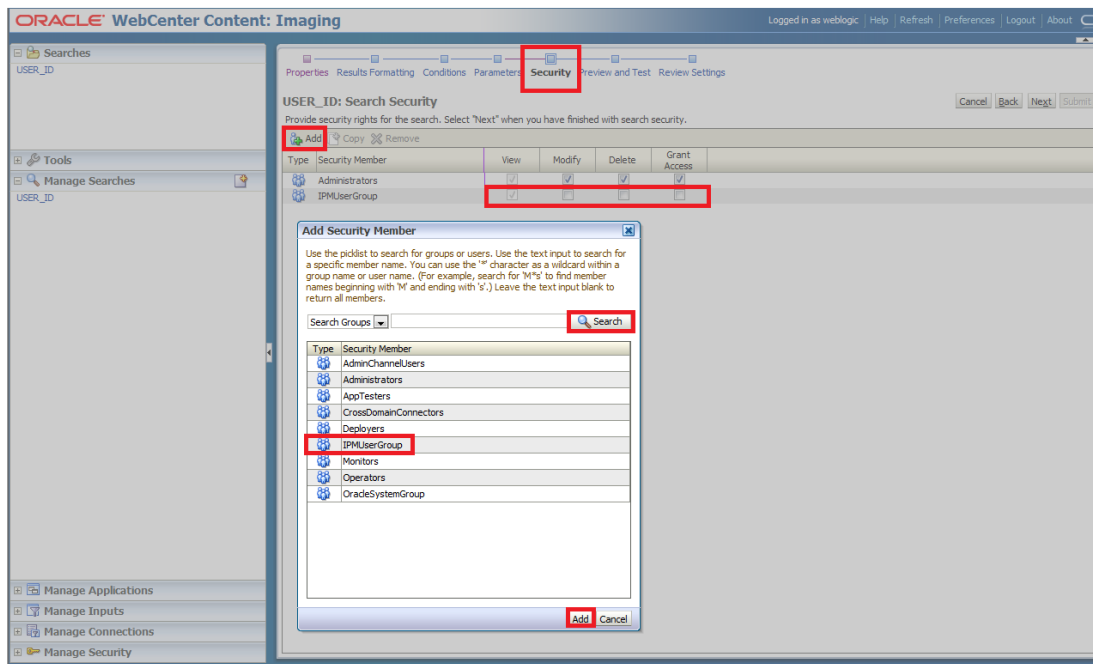 ORACLE WebCenter Content: Imaging
Logged in as weblogic Help Refresh Preferences Logout About
Searches
USER_ID
Tools
Manage Searches
USER_ID
Manage Applications
Manage Inputs
Manage Connections
Manage Security
Properties Results Formatting Conditions Parameters Security Preview and Test Review Settings
USER_ID: Search Security
Cancel Back Next Submit
Provide security rights for the search. Select "Next" when you have finished with search security.
Add Copy Remove
Type Security Member View Modify Delete Grant Access
Administrators
IPMUserGroup
Add Security Member
Use the picklist to search for groups or users. Use the text input to search for
a specific member name. You can use the '*' character as a wildcard within a
group name or user name. (For example, search for 'M*s' to find member
names beginning with 'M' and ending with 's'.) Leave the text input blank to
return all members.
Search Groups Search
Type Security Member
AdminChannelUsers
Administrators
AppTesters
CrossDomainConnectors
Deployers
IPMUserGroup
Monitors
Operators
OracleSystemGroup
Add Cancel